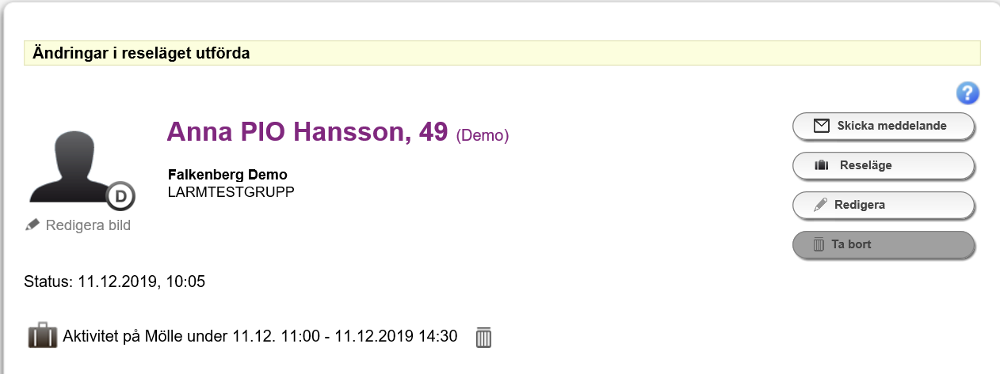 Ändringar i reseläget utförda
?
Anna PIO Hansson, 49 (Demo)
Falkenberg Demo
LARMTESTGRUPP
D
Redigera bild
Skicka meddelande
Reseläge
Redigera
Ta bort
Status: 11.12.2019, 10:05
Aktivitet på Mölle under 11.12. 11:00 - 11.12.2019 14:30